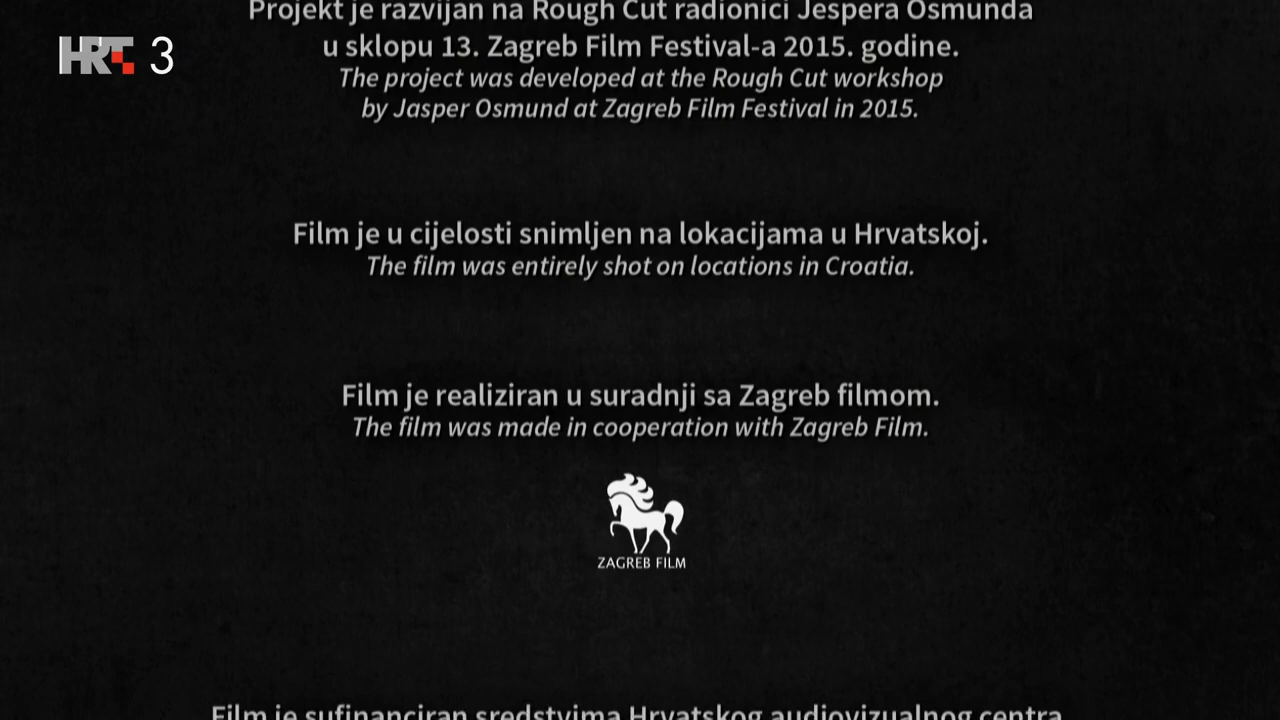 Projekt je razvijan na Rough Cut radionici Jespera Osmunda
HRT 3
u sklopu 13. Zagreb Film Festival-a 2015. godine.
The project was developed at the Rough Cut workshop
by Jasper Osmund at Zagreb Film Festival in 2015.
Film je u cijelosti snimljen na lokacijama u Hrvatskoj.
The film was entirely shot on locations in Croatia.
Film je realiziran u suradnji sa Zagreb filmom.
The film was made in cooperation with Zagreb Film.
ZAGREB FILM
Film je sufinanciran sredstvima Hrvatskog audiovizualnog centra